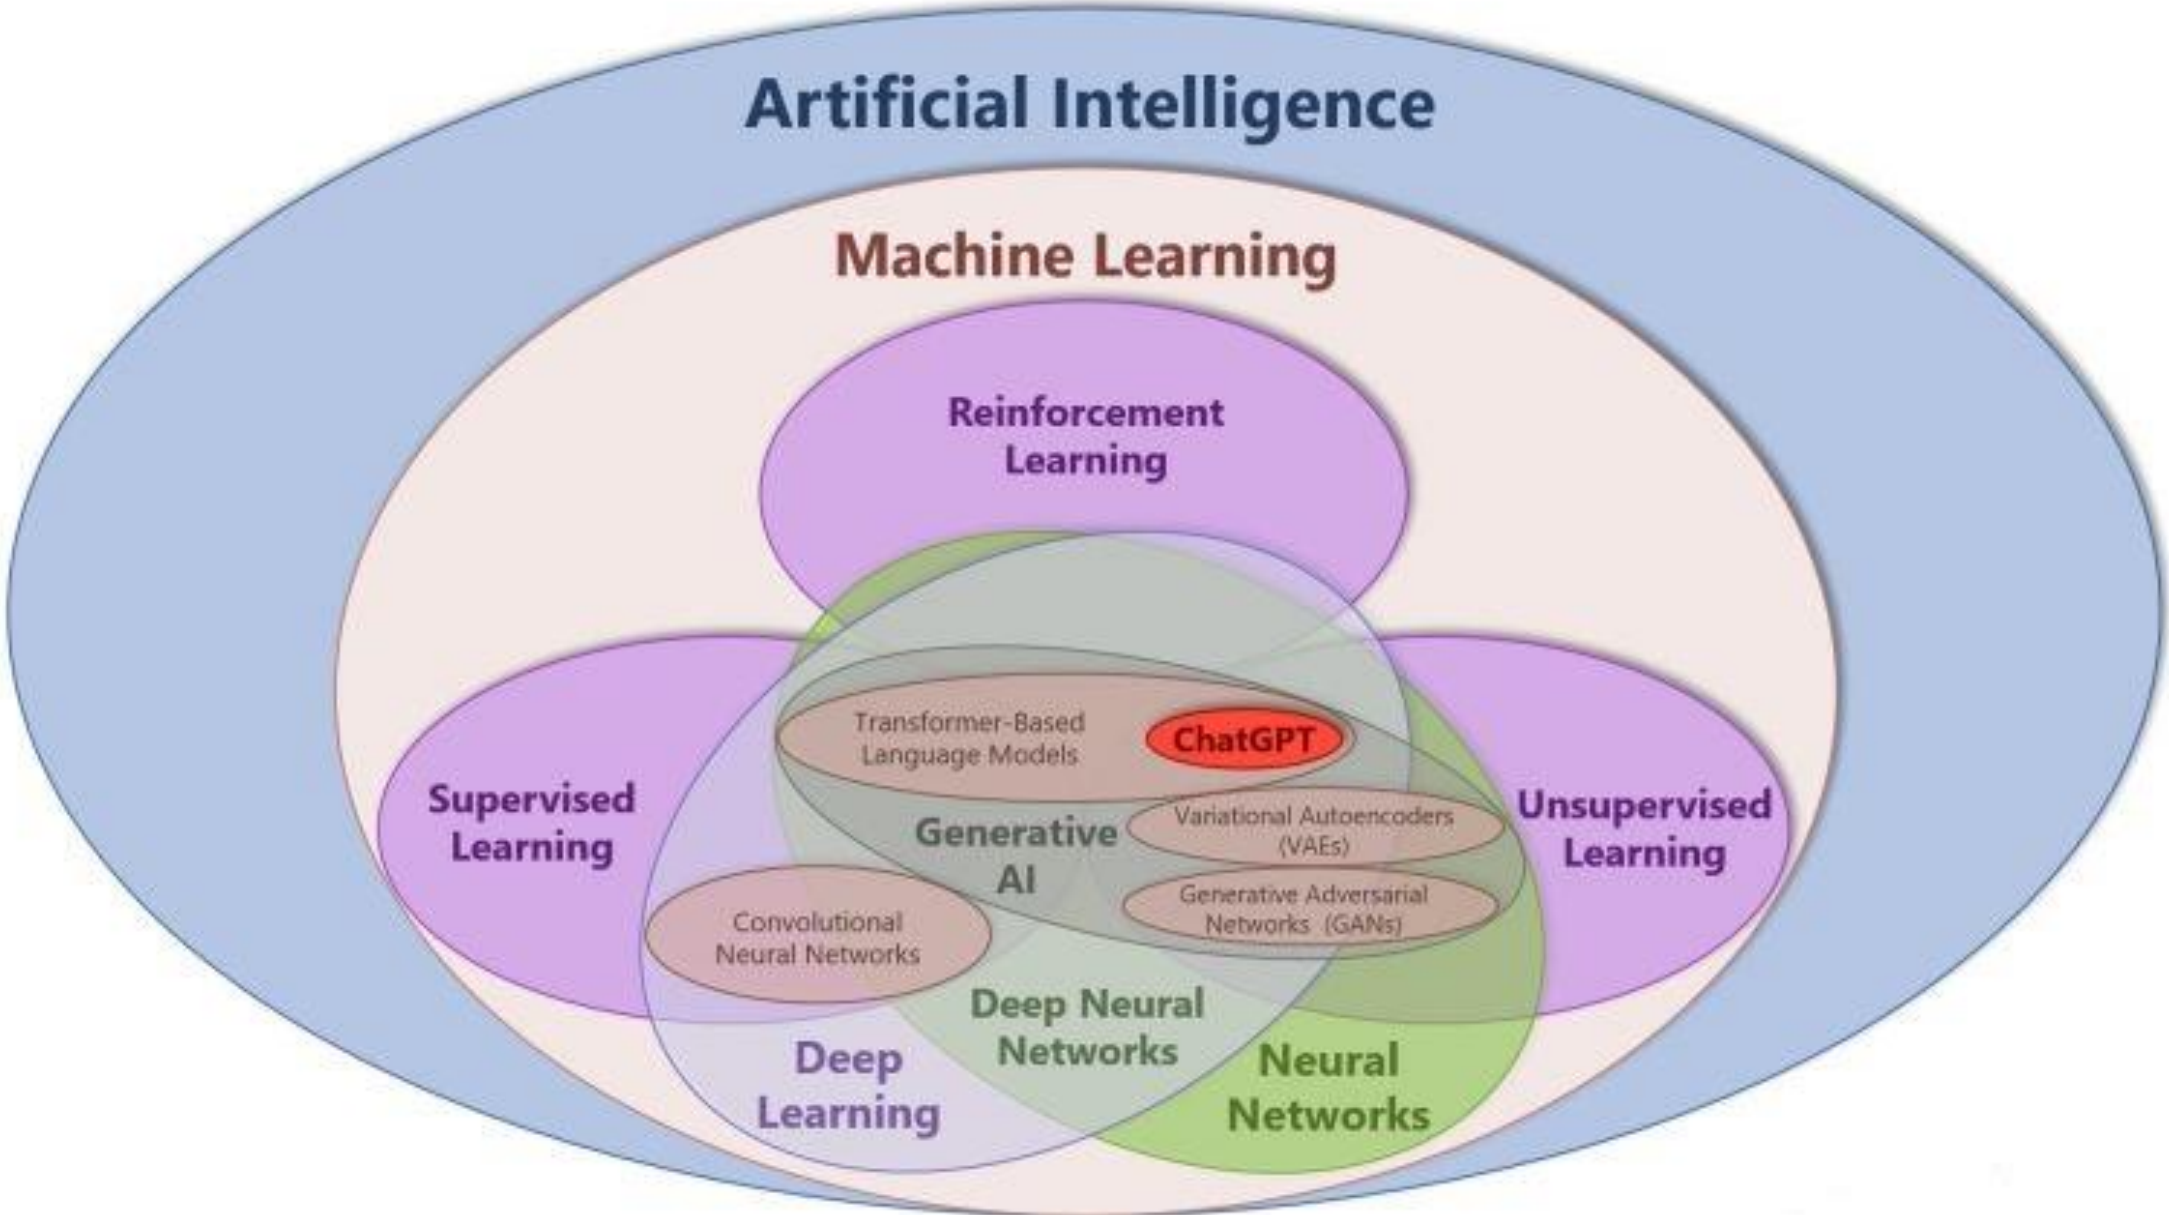 Artificial Intelligence
Machine Learning
Reinforcement
Learning
Transformer-Based
Language Models
ChatGPT
Supervised
Learning
Generative
AI
Variational Autoencoders
(VAEs)
Unsupervised
Learning
Generative Adversarial
Networks (GANs)
Convolutional
Neural Networks
Deep Neural
Networks
Deep
Learning
Neural
Networks